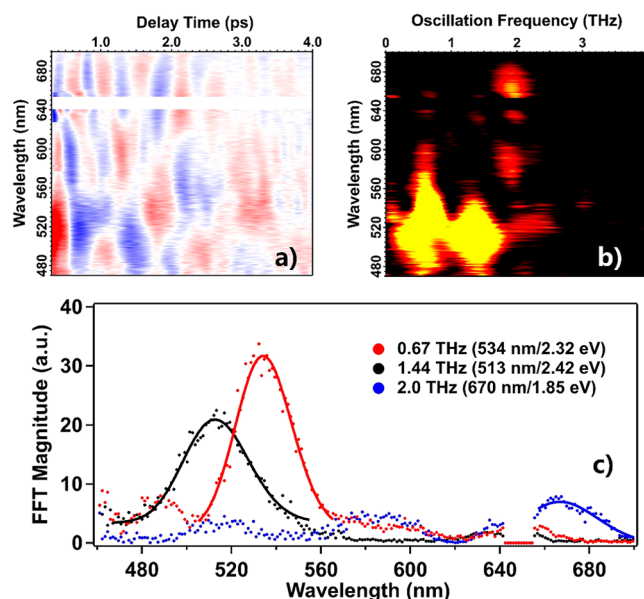 Delay Time (ps)
1.0 2.0 3.0 4.0
Wavelength (nm)
680
640
600
560
520
480
a)
Oscillation Frequency (THz)
0 1 2 3
Wavelength (nm)
680
640
600
560
520
480
b)
FFT Magnitude (a.u.)
40
30
20
10
0
0.67 THz (534 nm/2.32 eV)
1.44 THz (513 nm/2.42 eV)
2.0 THz (670 nm/1.85 eV)
c)
480 520 560 600 640 680
Wavelength (nm)